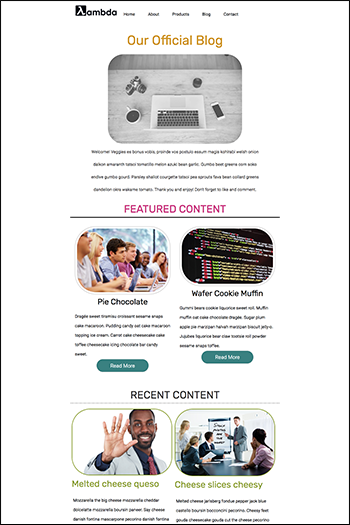 λambda Home About Products Blog Contact
Our Official Blog
Welcome! Veggies es bonus vobis, proinde vos postulo essum magis kohlrabi welsh onion
daikon amaranth tatsoi tomatillo melon azuki bean garlic. Gumbo beet greens corn soko
endive gumbo gourd. Parsley shallot courgette tatsoi pea sprouts fava bean collard greens
dandelion okra wakame tomato. Thank you and enjoy! Don't forget to like and comment.
FEATURED CONTENT
Pie Chocolate
Dragée sweet tiramisu croissant sesame snaps
cake macaroon. Pudding candy oat cake macaroon
topping ice cream. Carrot cake cheesecake cake
toffee cheesecake icing chocolate bar candy
sweet.
Read More
Wafer Cookie Muffin
Gummi bears cookie liquorice sweet roll. Muffin
muffin oat cake chocolate dragée. Sugar plum
apple pie marzipan halvah marzipan biscuit jelly-o.
Jujubes liquorice bear claw tootsie roll powder
sesame snaps toffee.
Read More
RECENT CONTENT
Melted cheese queso
Mozzarella the big cheese mozzarella cheddar
dolcelatte mozzarella boursin paneer. Say cheese
danish fontina mascarpone pecorino danish fontina
Cheese slices cheesy
Melted cheese jarlsberg fondue pepper jack blue
castello boursin bocconcini pecorino. Cheesy feet
gouda cheesecake gouda cut the cheese pecorino